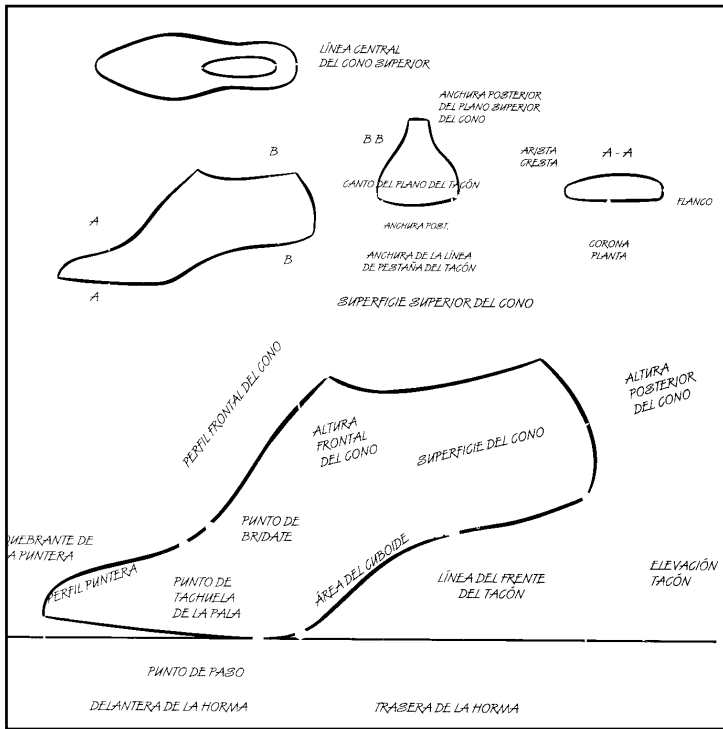 LÍNEA CENTRAL
DEL CONO SUPERIOR
ANCHURA POSTERIOR
DEL PLANO SUPERIOR
DEL CONO
B
B B
ARISTA
CRESTA
A - A
CANTO DEL PLANO DEL TACÓN
FLANCO
A
ANCHURA POST.
B
CORONA
PLANTA
ANCHURA DE LA LÍNEA
DE PESTAÑA DEL TACÓN
A
SUPERFICIE SUPERIOR DEL CONO
PERFIL FRONTAL DEL CONO
ALTURA
POSTERIOR
DEL CONO
ALTURA
FRONTAL
DEL CONO
SUPERFICIE DEL CONO
PUNTO DE
BRIDATE
QUEBRANTE DE
A PUNTERA
PERFIL PUNTERA
PUNTO DE
TACHUELA
DE LA PALA
ÁREA DEL CUBOIDE
LÍNEA DEL FRENTE
DEL TACÓN
ELEVACIÓN
TACÓN
PUNTO DE PASO
DELANTERA DE LA HORMA
TRASERA DE LA HORMA